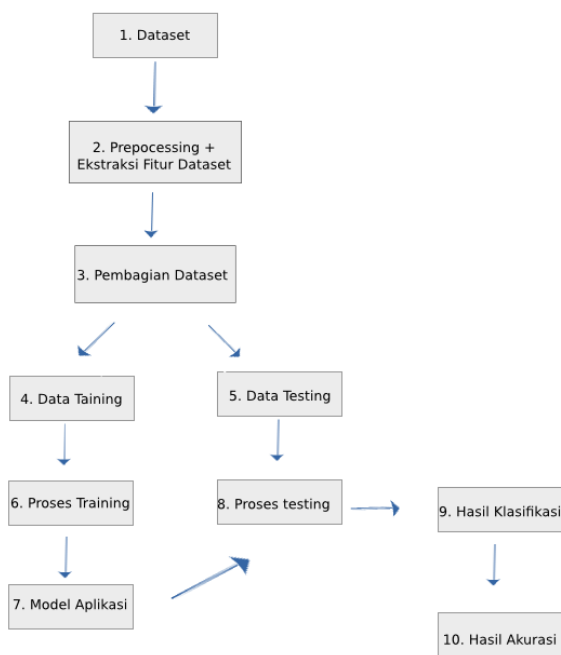 1. Dataset
2. Prepocessing +
Ekstraksi Fitur Dataset
3. Pembagian Dataset
4. Data Taining
5. Data Testing
6. Proses Training
8. Proses testing
9. Hasil Klasifikasi
7. Model Aplikasi
10. Hasil Akurasi